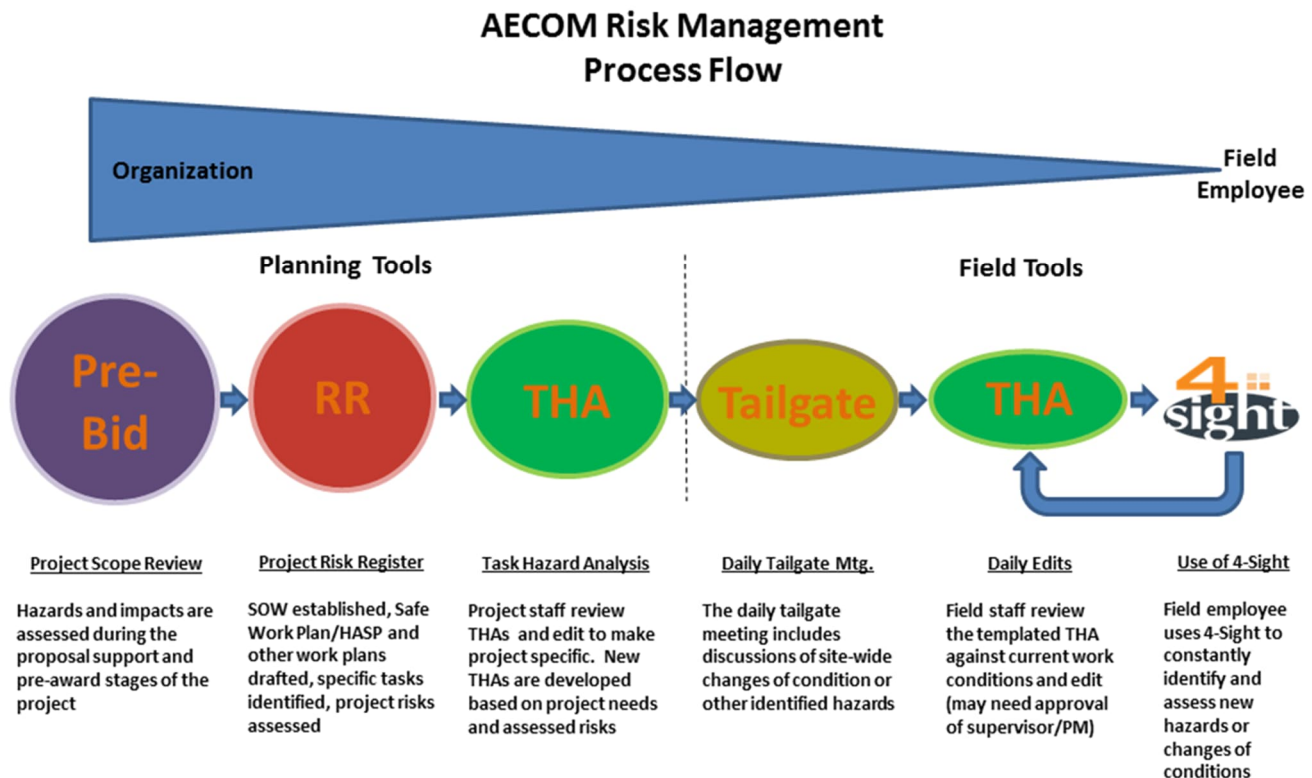 AECOM Risk Management
Process Flow
Organization
Field
Employee
Planning Tools
Field Tools
Pre-
Bid
RR
THA
Tailgate
THA
4
sight
Project Scope Review
Hazards and impacts are
assessed during the
proposal support and
pre-award stages of the
project
Project Risk Register
SOW established, Safe
Work Plan/HASP and
other work plans
drafted, specific tasks
identified, project risks
assessed
Task Hazard Analysis
Project staff review
THAs and edit to make
project specific. New
THAs are developed
based on project needs
and assessed risks
Daily Tailgate Mtg.
The daily tailgate
meeting includes
discussions of site-wide
changes of condition or
other identified hazards
Daily Edits
Field staff review
the templated THA
against current work
conditions and edit
(may need approval
of supervisor/PM)
Use of 4-Sight
Field employee
uses 4-Sight to
constantly
identify and
assess new
hazards or
changes of
conditions